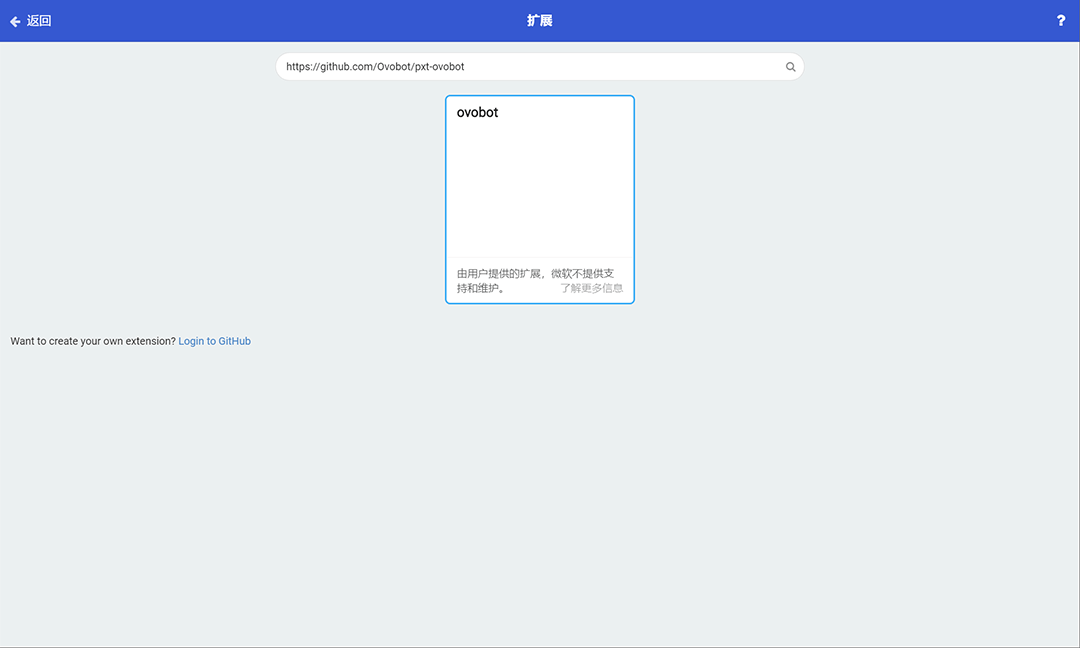 返回
扩展
?
https://github.com/Ovobot/pxt-ovobot
ovobot
由用户提供的扩展，微软不提供支
持和维护。 了解更多信息
Want to create your own extension? Login to GitHub